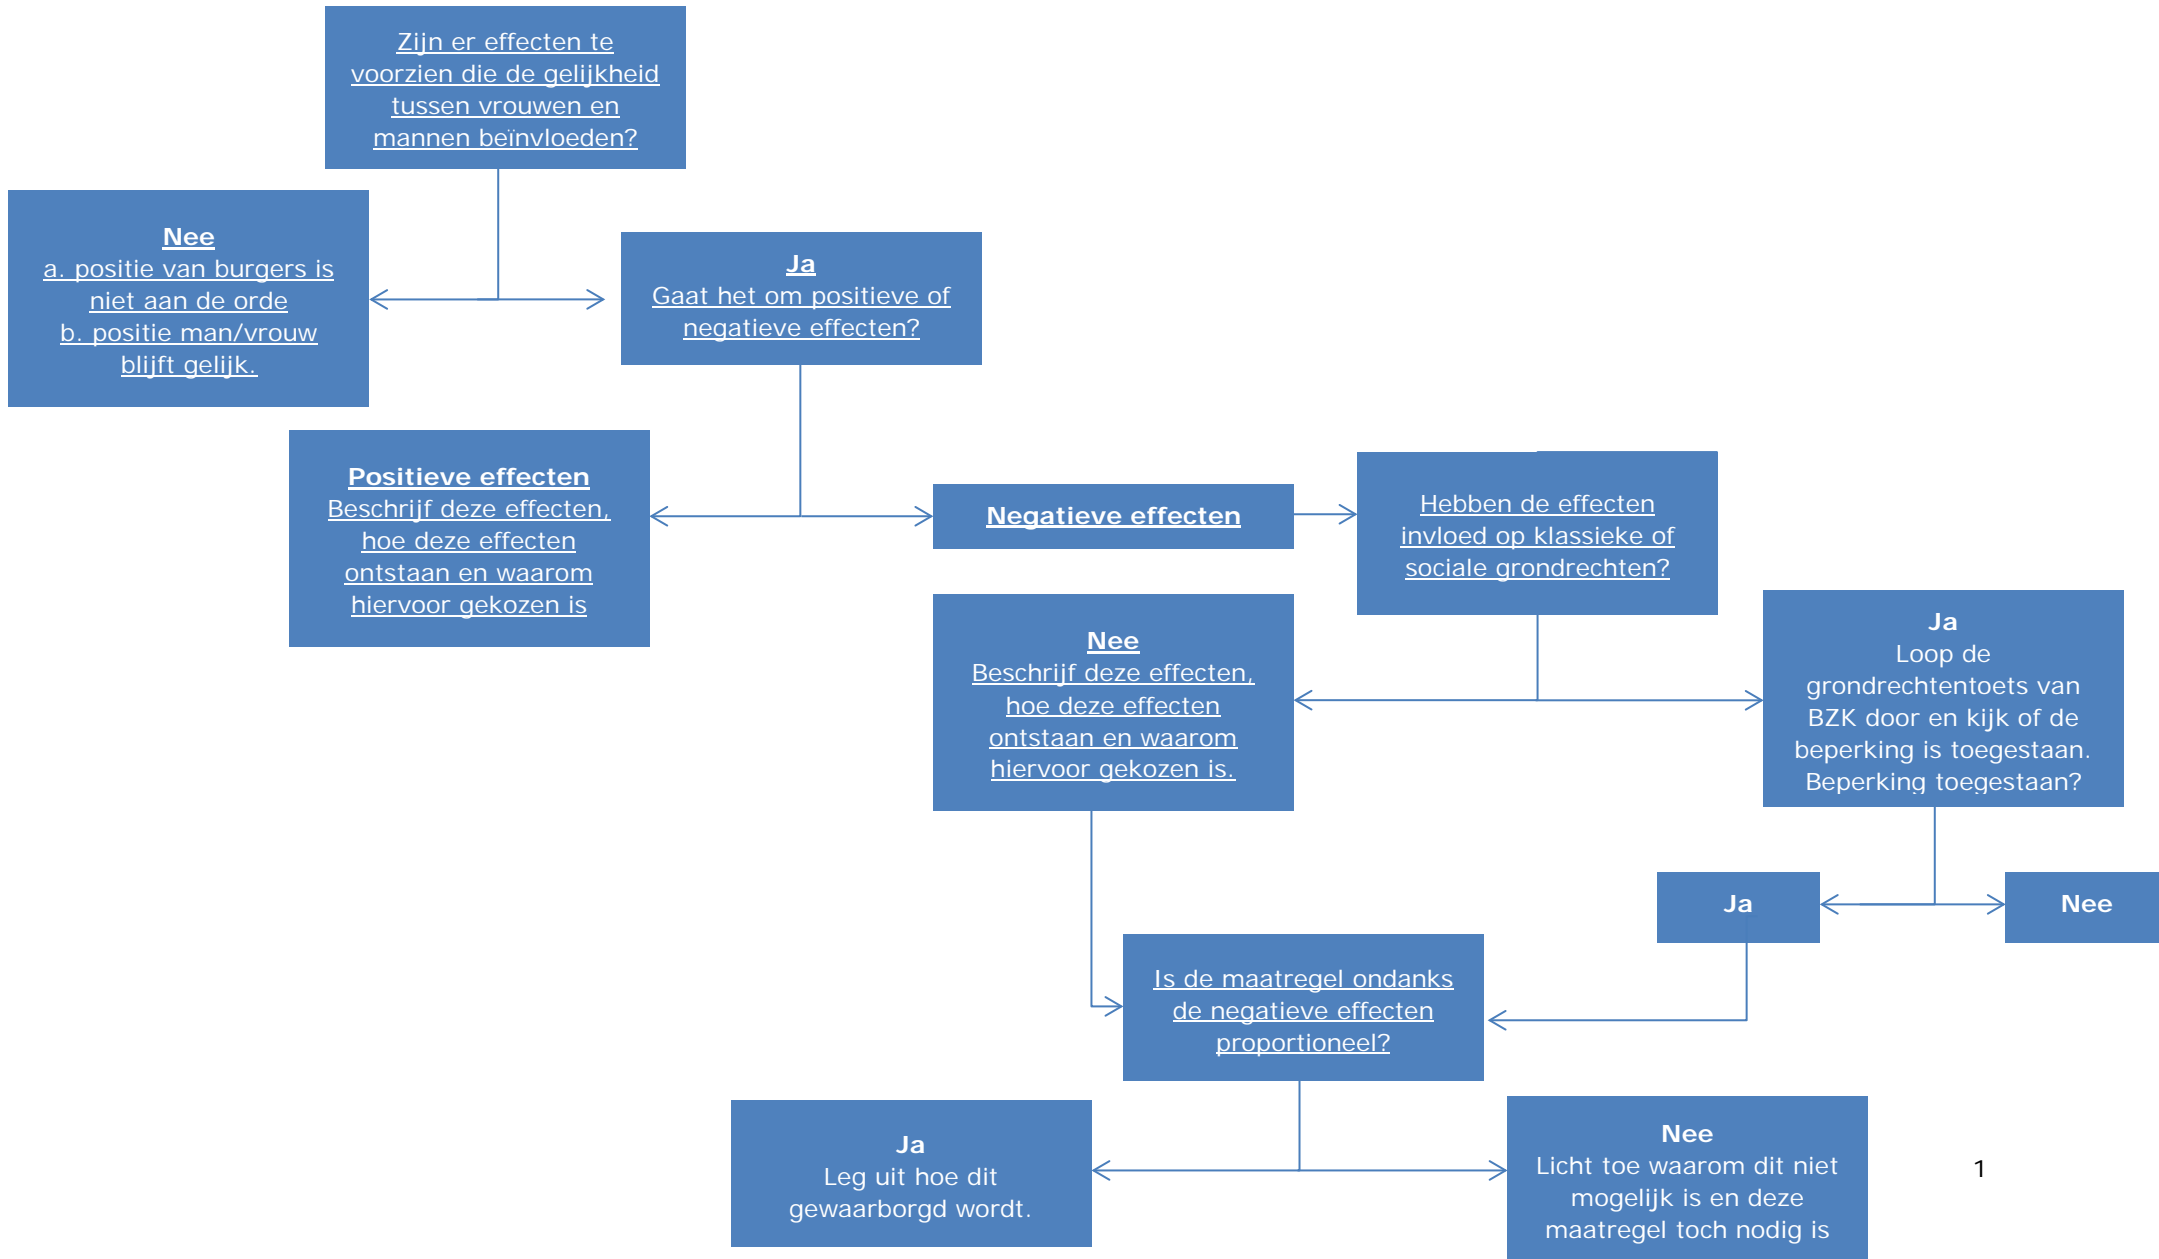 Zijn er effecten te
voorzien die de gelijkheid
tussen vrouwen en
mannen beïnvloeden?
Nee
a. positie van burgers is
niet aan de orde
b. positie man/vrouw
blijft gelijk.
Ja
Gaat het om positieve of
negatieve effecten?
Positieve effecten
Beschrijf deze effecten,
hoe deze effecten
ontstaan en waarom
hiervoor gekozen is
Negatieve effecten
Hebben de effecten
invloed op klassieke of
sociale grondrechten?
Nee
Beschrijf deze effecten,
hoe deze effecten
ontstaan en waarom
hiervoor gekozen is.
Ja
Loop de
grondrechtentoets van
BZK door en kijk of de
beperking is toegestaan.
Beperking toegestaan?
Ja
Nee
Is de maatregel ondanks
de negatieve effecten
proportioneel?
Ja
Leg uit hoe dit
gewaarborgd wordt.
Nee
Licht toe waarom dit niet
mogelijk is en deze
maatregel toch nodig is
1